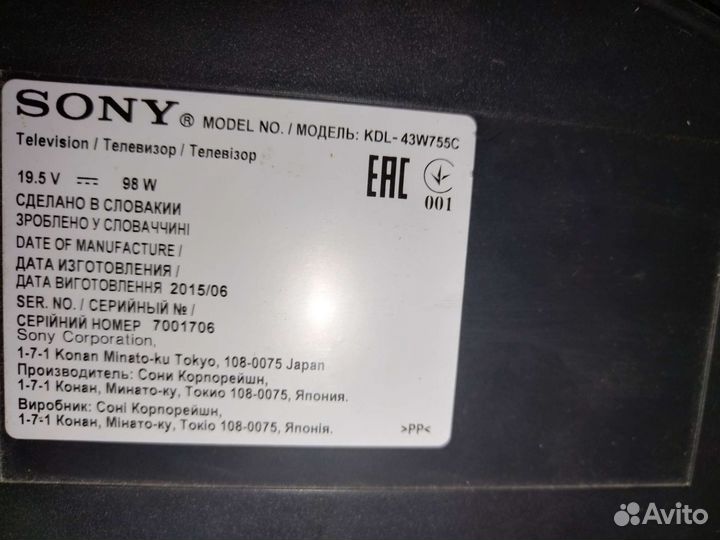 SONY® MODEL NO. / МОДЕЛЬ: KDL- 43W755C
Television / Телевизор / Телевізор
19.5 V ⎓ 98 W
EAC
001
СДЕЛАНО В СЛОВАКИИ
ЗРОБЛЕНО У СЛОВАЧЧИНІ
DATE OF MANUFACTURE /
ДАТА ИЗГОТОВЛЕНИЯ /
ДАТА ВИГОТОВЛЕННЯ 2015/06
SER. NO. / СЕРИЙНЫЙ № /
СЕРІЙНИЙ НОМЕР 7001706
Sony Corporation,
1-7-1 Konan Minato-ku Tokyo, 108-0075 Japan
Производитель: Сони Корпорейшн,
1-7-1 Конан, Минато-ку, Токио 108-0075, Япония.
Виробник: Соні Корпорейшн,
1-7-1 Конан, Мінато-ку, Токіо 108-0075, Японія.
>PP<
Avito